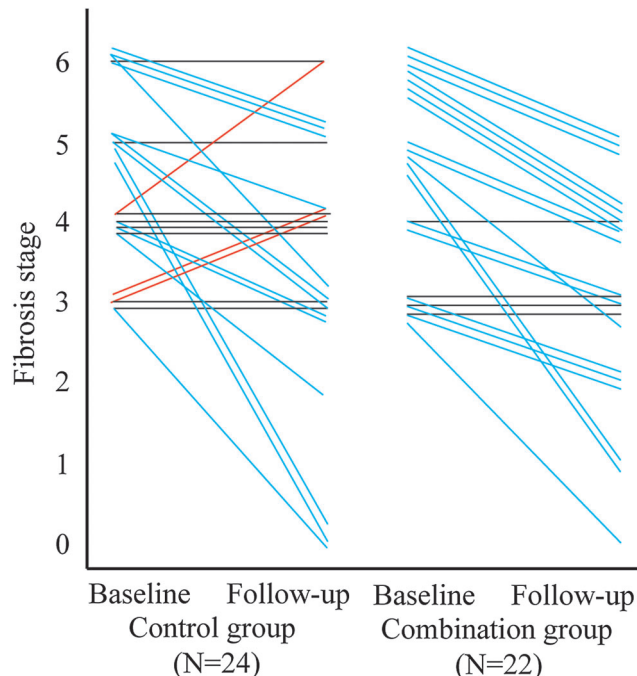 Fibrosis stage
6
5
4
3
2
1
0
Baseline Follow-up Baseline Follow-up
Control group Combination group
(N=24) (N=22)